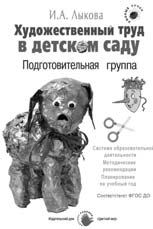 И.А. Лыкова
Художественный труд
в детском саду
Подготовительная группа
Система образовательной
деятельности
Методические
рекомендации
Планирование
на учебный год
Соответствует ФГОС ДО
Издательский дом
«Цветной мир»